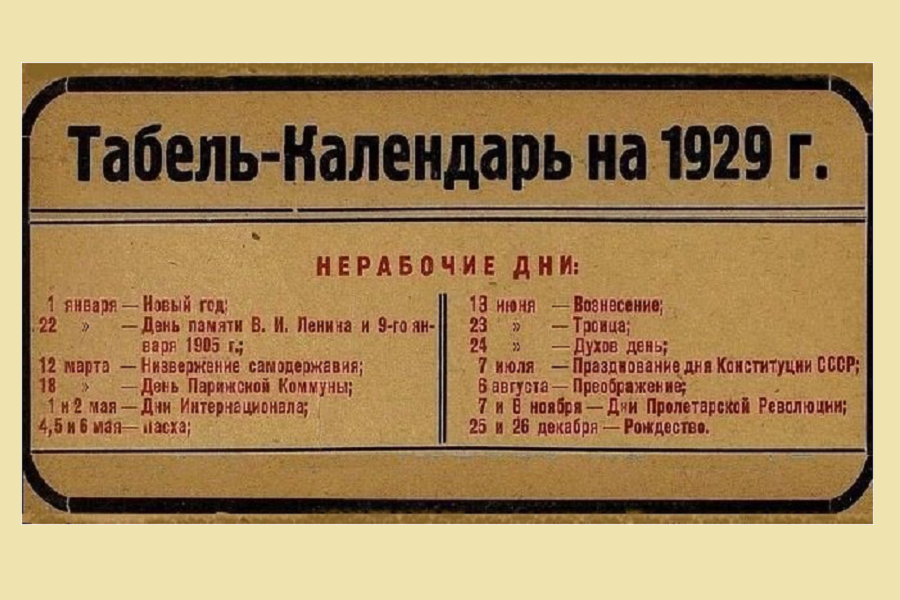 Табель-Календарь на 1929 г.
НЕРАБОЧИЕ ДНИ:
1 января — Новый год;
22 » — День памяти В. И. Ленина и 9-го ян-
варя 1905 г.;
12 марта — Низвержение самодержавия;
18 » — День Парижской Коммуны;
1 и 2 мая — Дни Интернационала;
4,5 и 6 мая — Пасха;
13 июня — Вознесение;
23 » — Троица;
24 » — Духов день;
7 июля — Празднование дня Конституции СССР;
6 августа — Преображение;
7 и 8 ноября — Дни Пролетарской Революции;
25 и 26 декабря — Рождество.